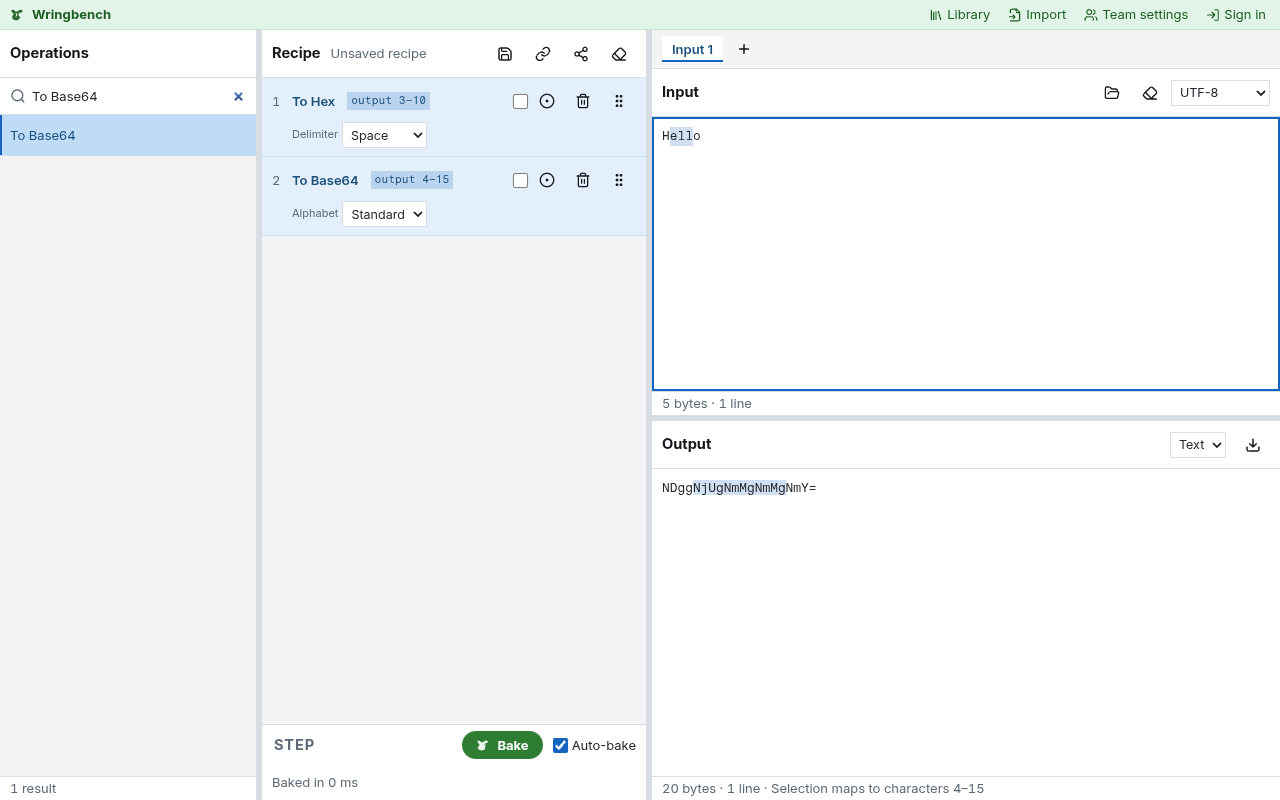 Wringbench
Library
Import
Team settings
Sign in
Operations
To Base64
To Base64
1 result
Recipe
Unsaved recipe
1 To Hex output 3–10
Delimiter Space
2 To Base64 output 4–15
Alphabet Standard
STEP
Bake
Auto-bake
Baked in 0 ms
Input 1
Input
UTF-8
Hello
5 bytes · 1 line
Output
Text
NDggNjUgNmMgNmMgNmY=
20 bytes · 1 line · Selection maps to characters 4–15